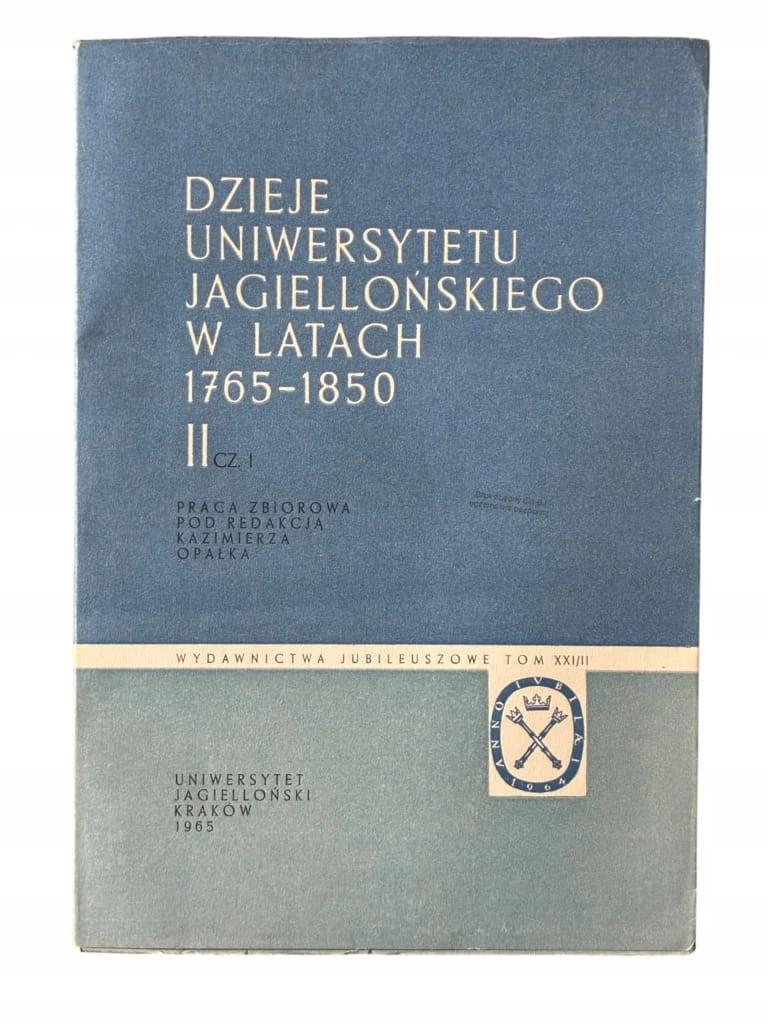 DZIEJE
UNIWERSYTETU
JAGIELLOŃSKIEGO
W LATACH
1765-1850
II CZ. I
PRACA ZBIOROWA
POD REDAKCJĄ
KAZIMIERZA
OPAŁKA
WYDAWNICTWA JUBILEUSZOWE TOM XXI/II
ANNO IVBILÆI
1964
UNIWERSYTET
JAGIELLOŃSKI
KRAKÓW
1965